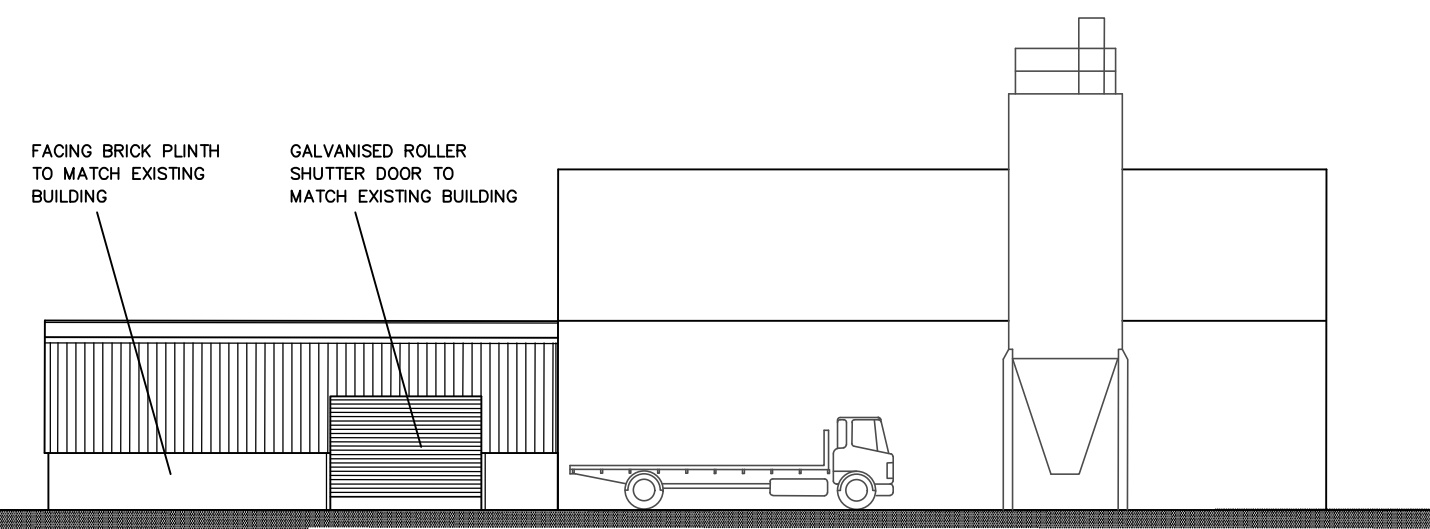 FACING BRICK PLINTH
TO MATCH EXISTING
BUILDING
GALVANISED ROLLER
SHUTTER DOOR TO
MATCH EXISTING BUILDING